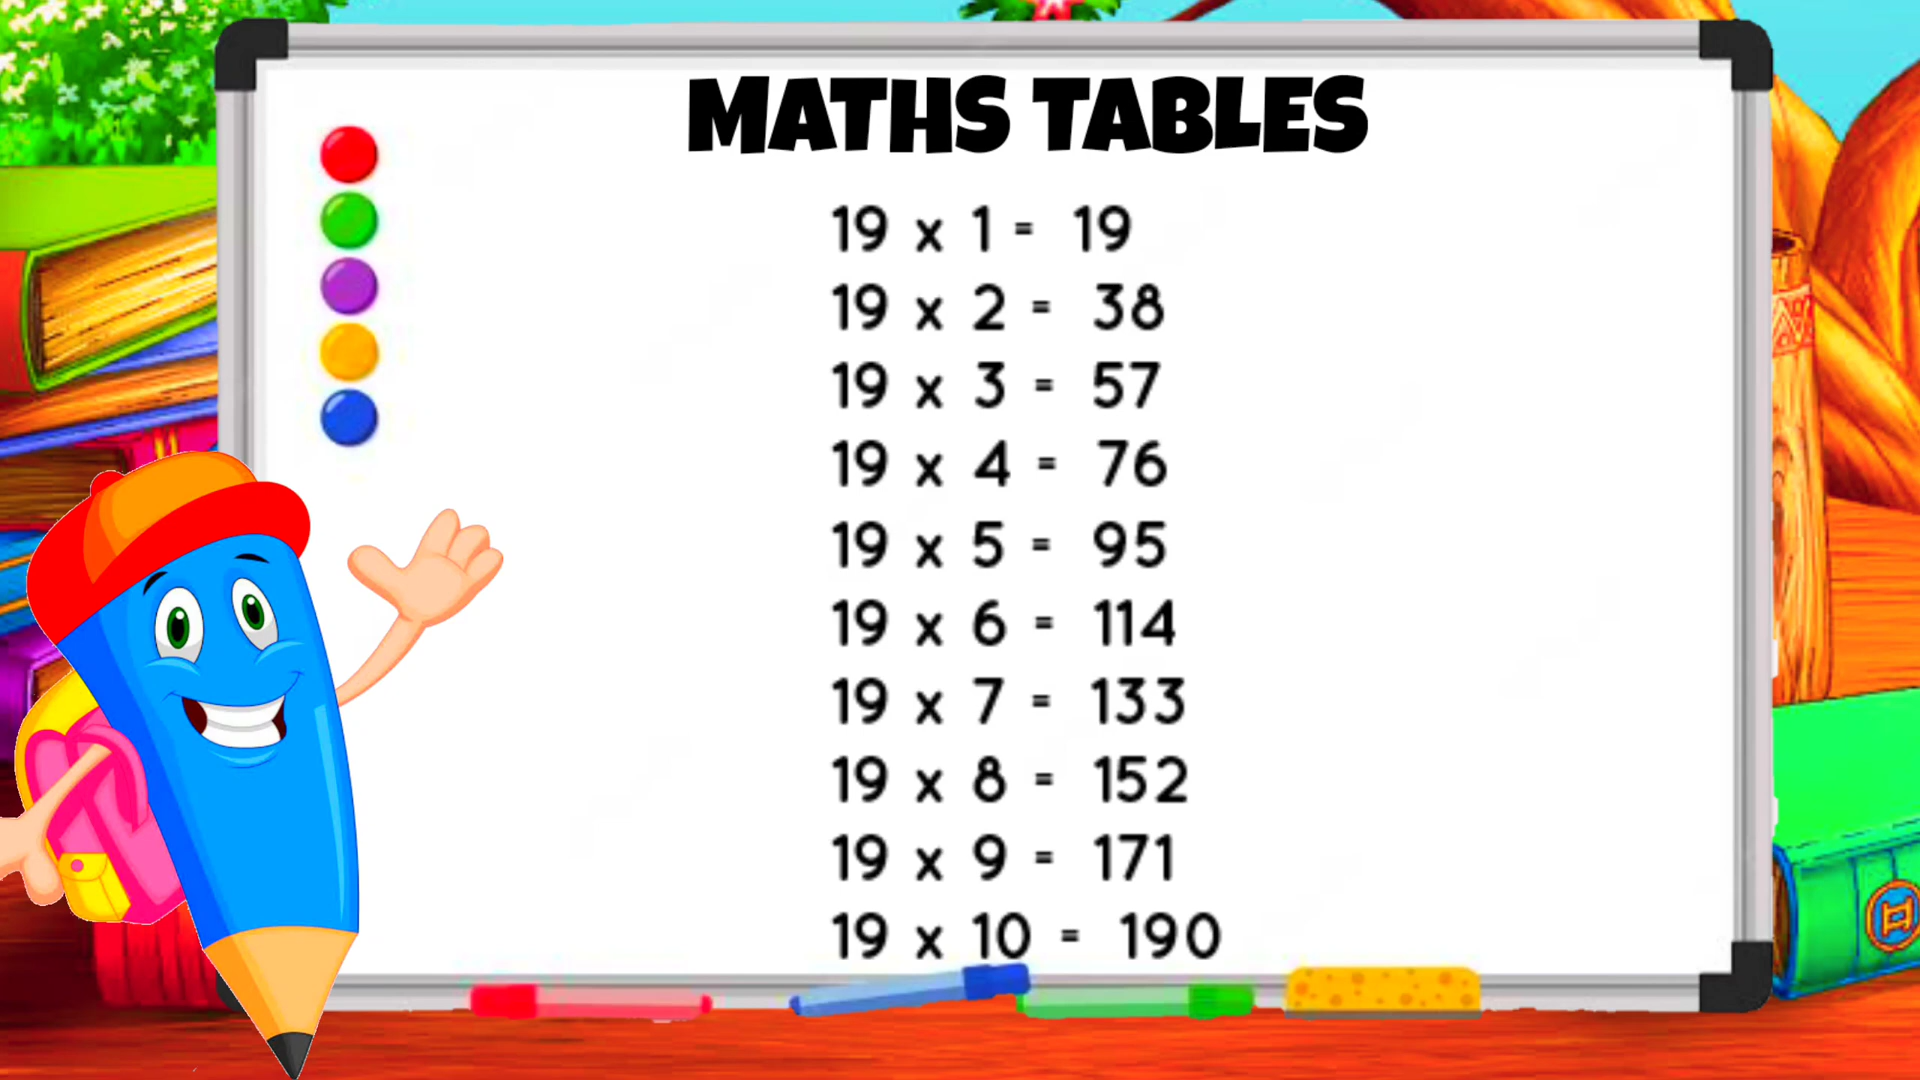 MATHS TABLES
19 x 1 = 19
19 x 2 = 38
19 x 3 = 57
19 x 4 = 76
19 x 5 = 95
19 x 6 = 114
19 x 7 = 133
19 x 8 = 152
19 x 9 = 171
19 x 10 = 190